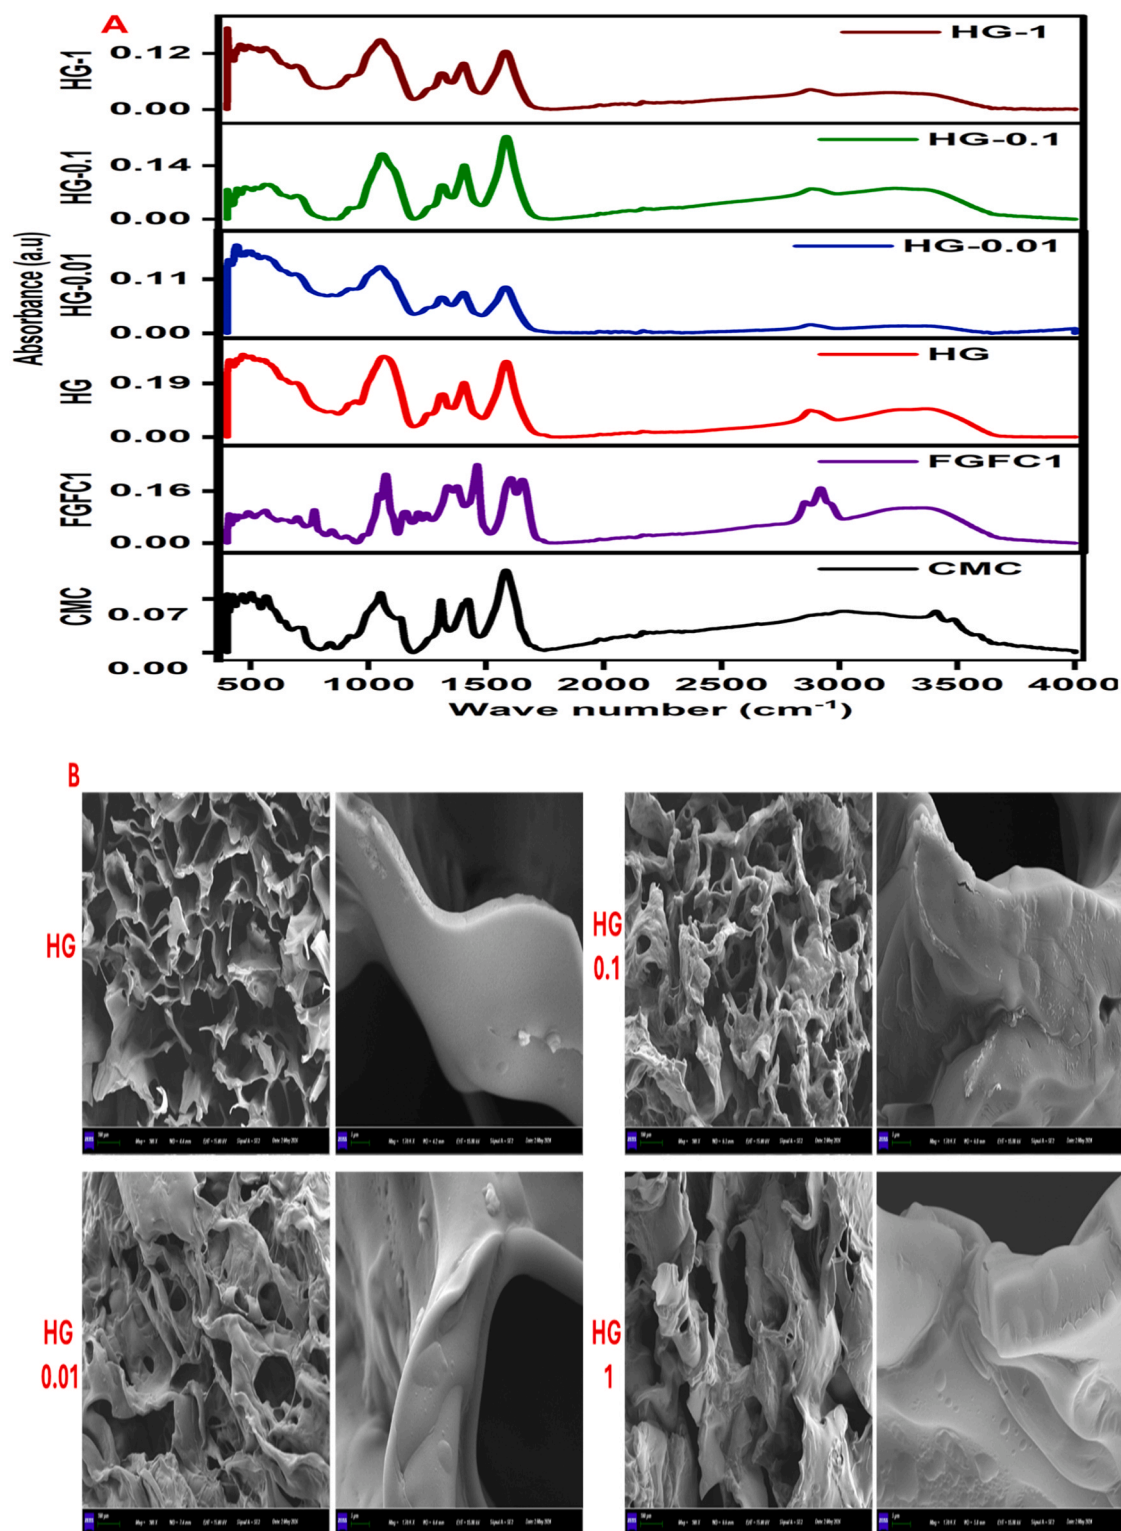 A
HG-1
0.12
0.00
HG-1
HG-0.1
0.14
0.00
HG-0.1
Absorbance (a.u)
HG-0.01
0.11
0.00
HG-0.01
HG
0.19
0.00
HG
FGFC1
0.16
0.00
FGFC1
CMC
0.07
0.00
CMC
500 1000 1500 2000 2500 3000 3500 4000
Wave number (cm⁻¹)
B
HG
HG
0.1
HG
0.01
HG
1